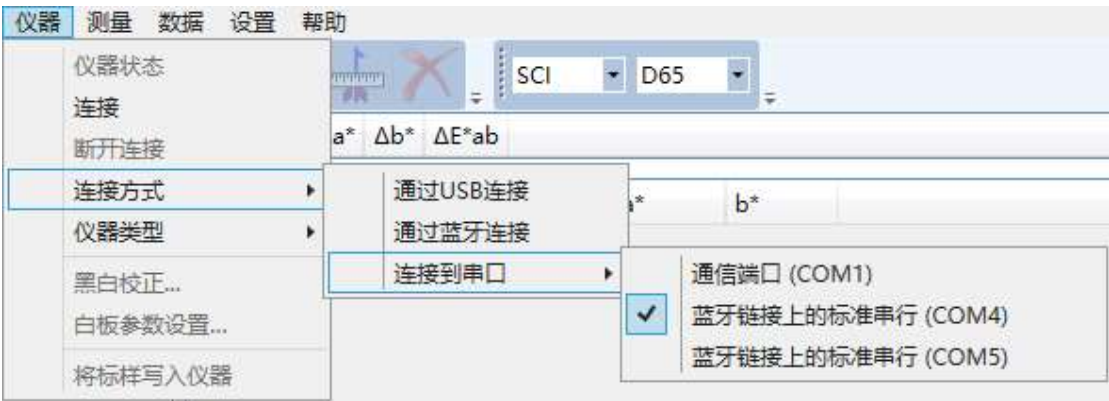 仪器 测量 数据 设置 帮助
仪器状态
SCI D65
连接
断开连接
a* Δb* ΔE*ab
连接方式
通过USB连接
a* b*
仪器类型
通过蓝牙连接
黑白校正...
连接到串口
通信端口 (COM1)
白板参数设置...
蓝牙链接上的标准串行 (COM4)
蓝牙链接上的标准串行 (COM5)
将标样写入仪器